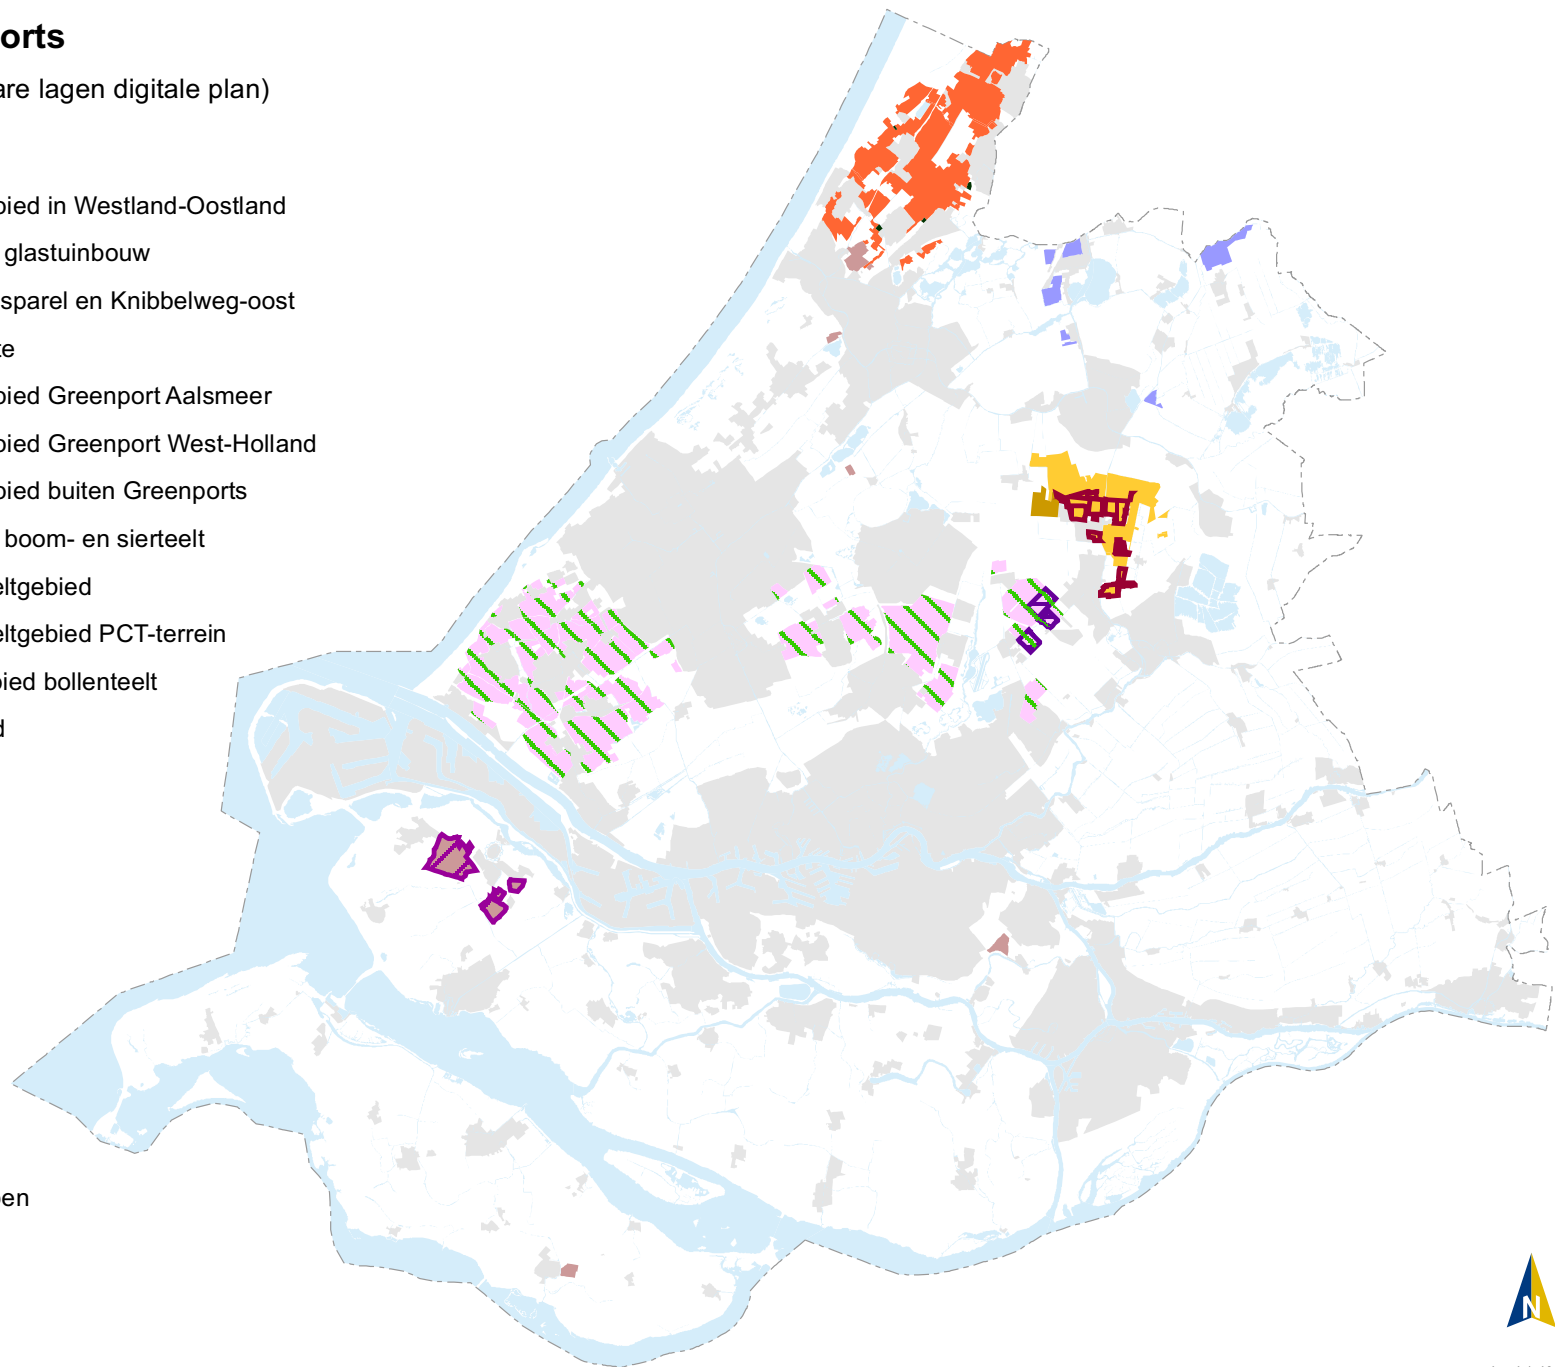 orts
are lagen digitale plan)
bied in Westland-Oostland
glastuinbouw
sparel en Knibbelweg-oost
te
bied Greenport Aalsmeer
bied Greenport West-Holland
bied buiten Greenports
boom- en sierteelt
eltgebied
eltgebied PCT-terrein
bied bollenteelt
d
pen
N